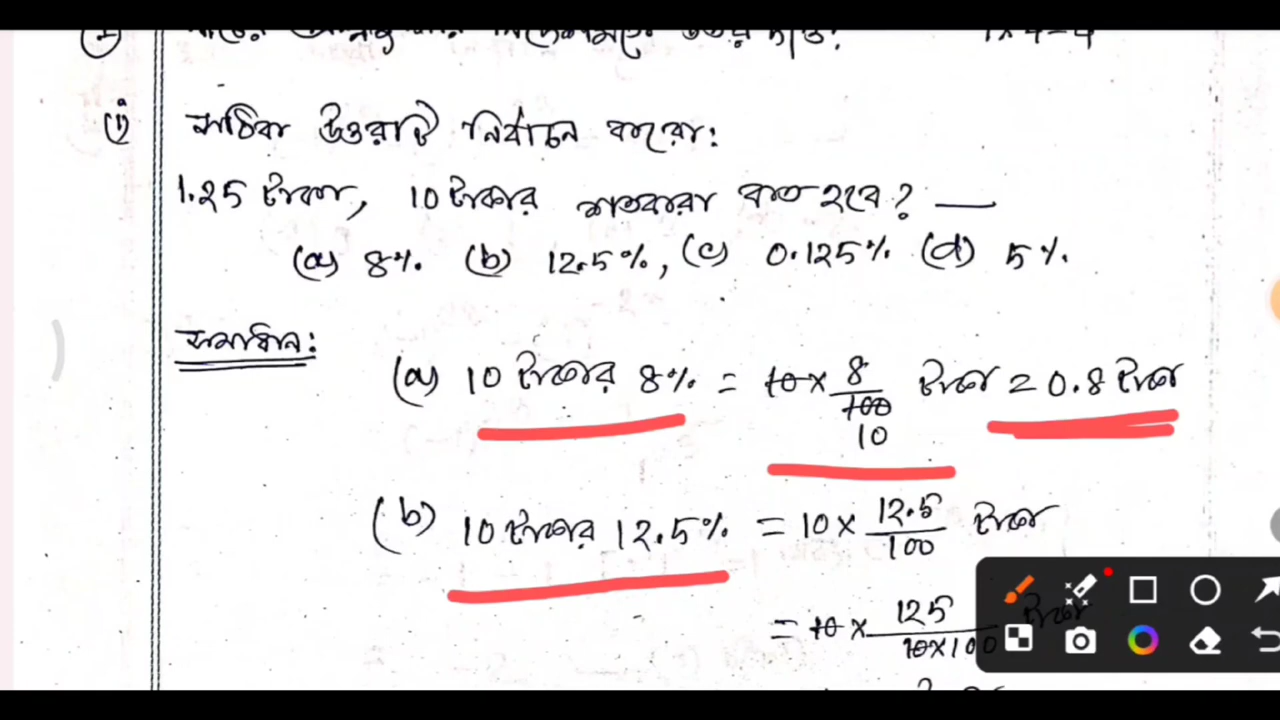 সঠিক উত্তরটি নির্বাচন করো:
1.25 টাকা, 10 টাকার শতকরা কত হবে? —
(a) 8%. (b) 12.5%, (c) 0.125% (d) 5%.
সমাধান:
(a) 10 টাকার 8% = 10 × 8/100 টাকা = 0.8 টাকা
10
(b) 10 টাকার 12.5% = 10 × 12.5/100 টাকা
= 10 × 125/10×100 টাকা